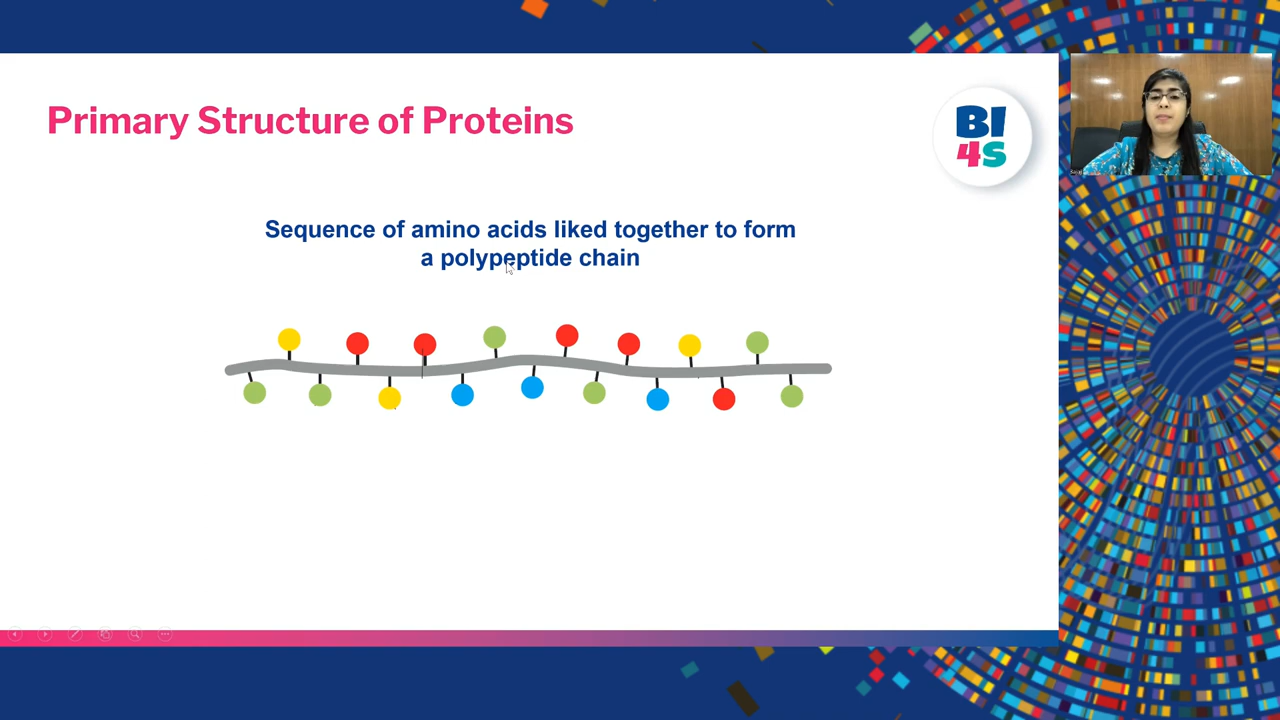 Primary Structure of Proteins
BI
4S
Sequence of amino acids liked together to form
a polypeptide chain